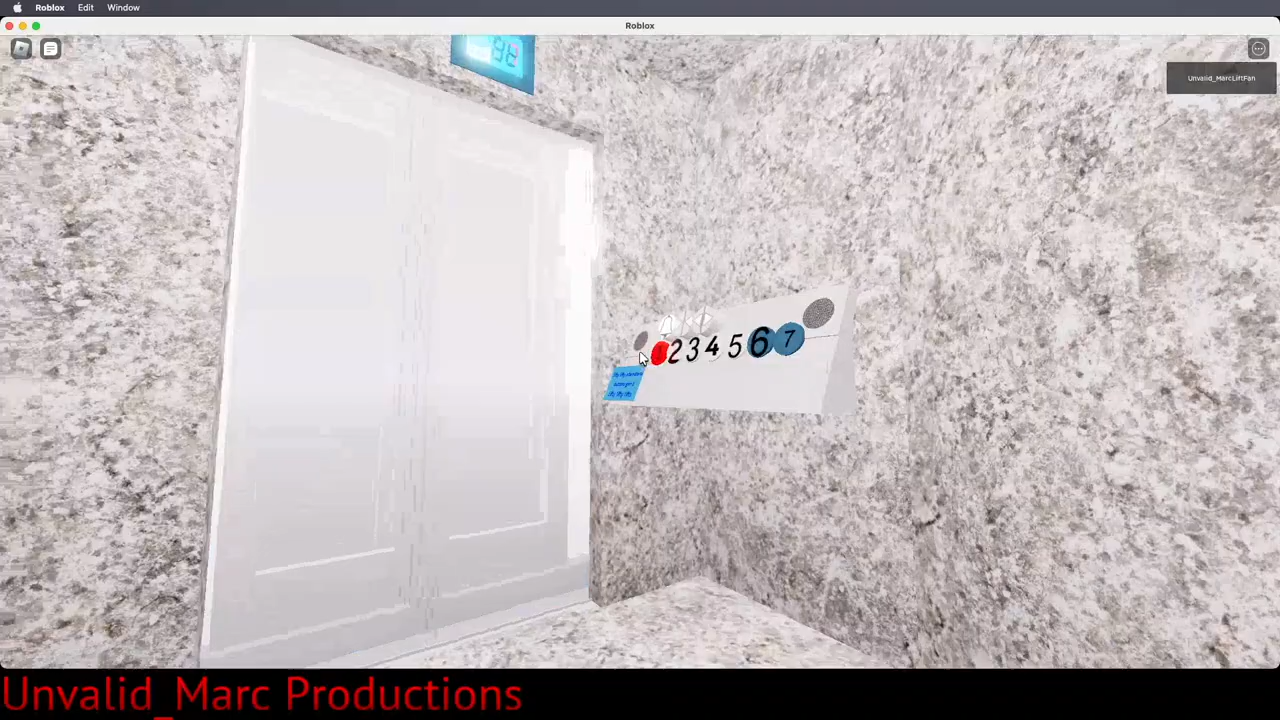 Roblox Edit Window
Roblox
Unvalid_MarcLiftFan
2 3 4 5 6 7
Unvalid_Marc Productions